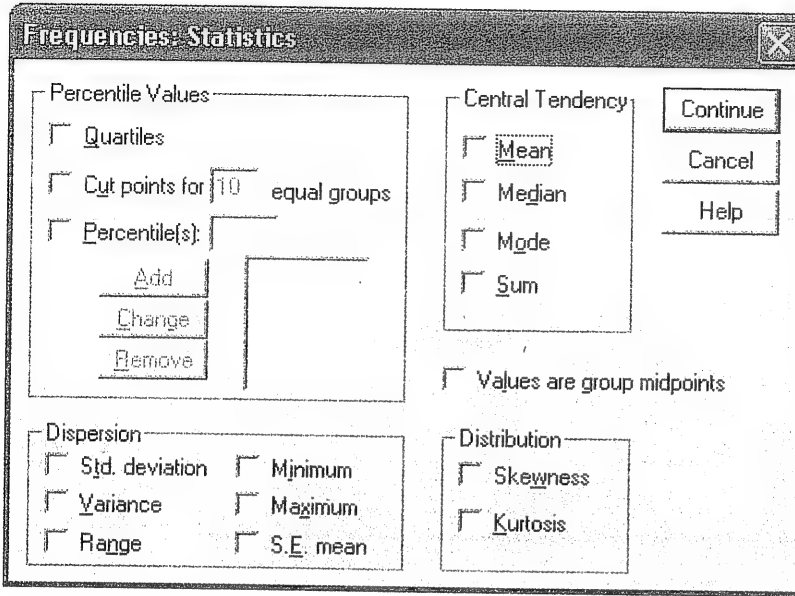 Frequencies: Statistics
Percentile Values
Quartiles
Cut points for 10 equal groups
Percentile(s):
Add
Change
Remove
Central Tendency
Mean
Median
Mode
Sum
Continue
Cancel
Help
Values are group midpoints
Dispersion
Std. deviation
Minimum
Variance
Maximum
Range
S.E. mean
Distribution
Skewness
Kurtosis